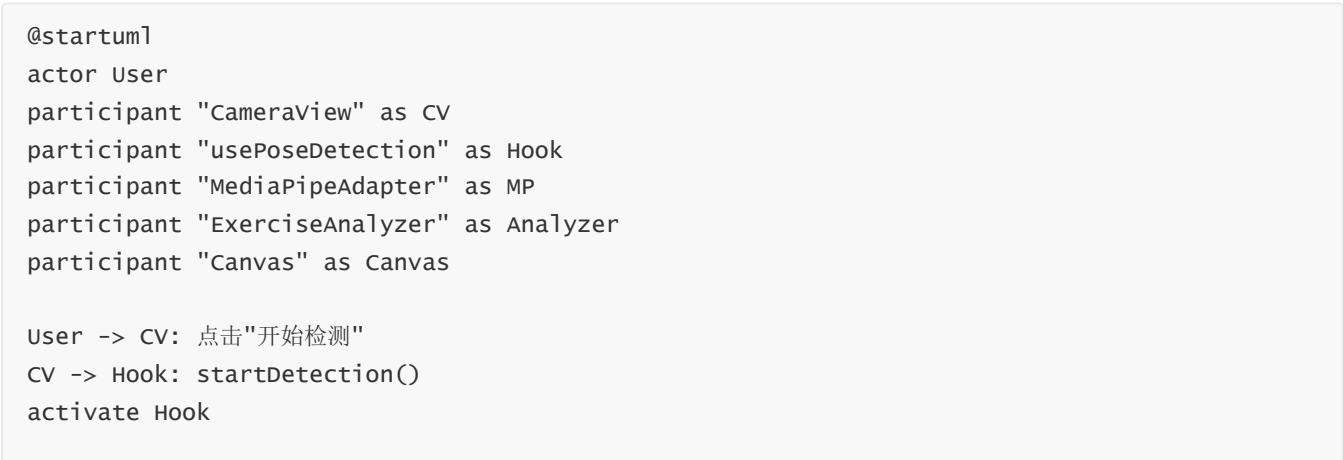 @startuml
actor User
participant "CameraView" as CV
participant "usePoseDetection" as Hook
participant "MediaPipeAdapter" as MP
participant "ExerciseAnalyzer" as Analyzer
participant "Canvas" as Canvas
User -> CV: 点击"开始检测"
CV -> Hook: startDetection()
activate Hook